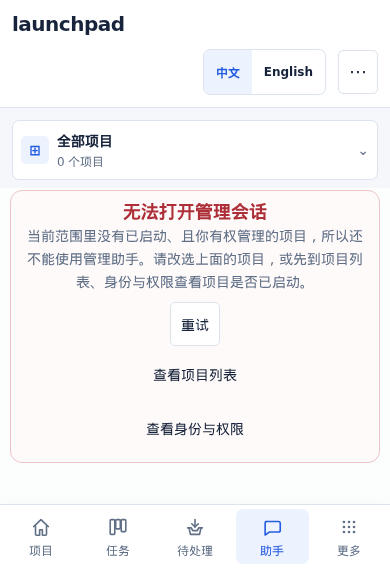 launchpad
中文
English
...
全部项目
0 个项目
无法打开管理会话
当前范围里没有已启动、且你有权管理的项目，所以还
不能使用管理助手。请改选上面的项目，或先到项目列
表、身份与权限查看项目是否已启动。
重试
查看项目列表
查看身份与权限
项目
任务
待处理
助手
更多